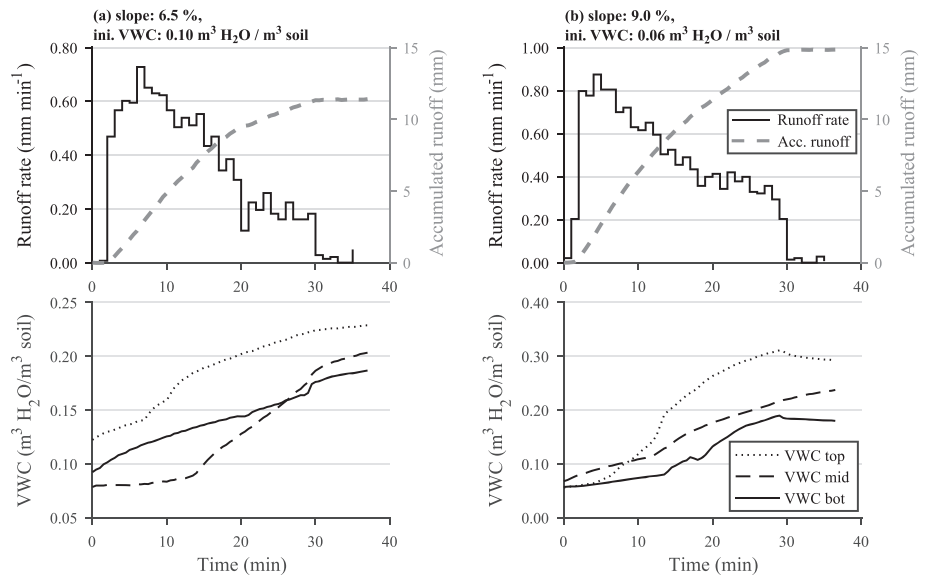 (a) slope: 6.5 %,
ini. VWC: 0.10 m³ H₂O / m³ soil
0.80
0.60
0.40
0.20
0.00
Runoff rate (mm min⁻¹)
15
10
5
0
Accumulated runoff (mm)
0 10 20 30 40
(b) slope: 9.0 %,
ini. VWC: 0.06 m³ H₂O / m³ soil
1.00
0.80
0.60
0.40
0.20
0.00
Runoff rate (mm min⁻¹)
Runoff rate
Acc. runoff
15
10
5
0
Accumulated runoff (mm)
0 10 20 30 40
0.25
0.20
0.15
0.10
0.05
VWC (m³ H₂O/m³ soil)
0 10 20 30 40
Time (min)
0.40
0.30
0.20
0.10
0.00
VWC (m³ H₂O/m³ soil)
VWC top
VWC mid
VWC bot
0 10 20 30 40
Time (min)